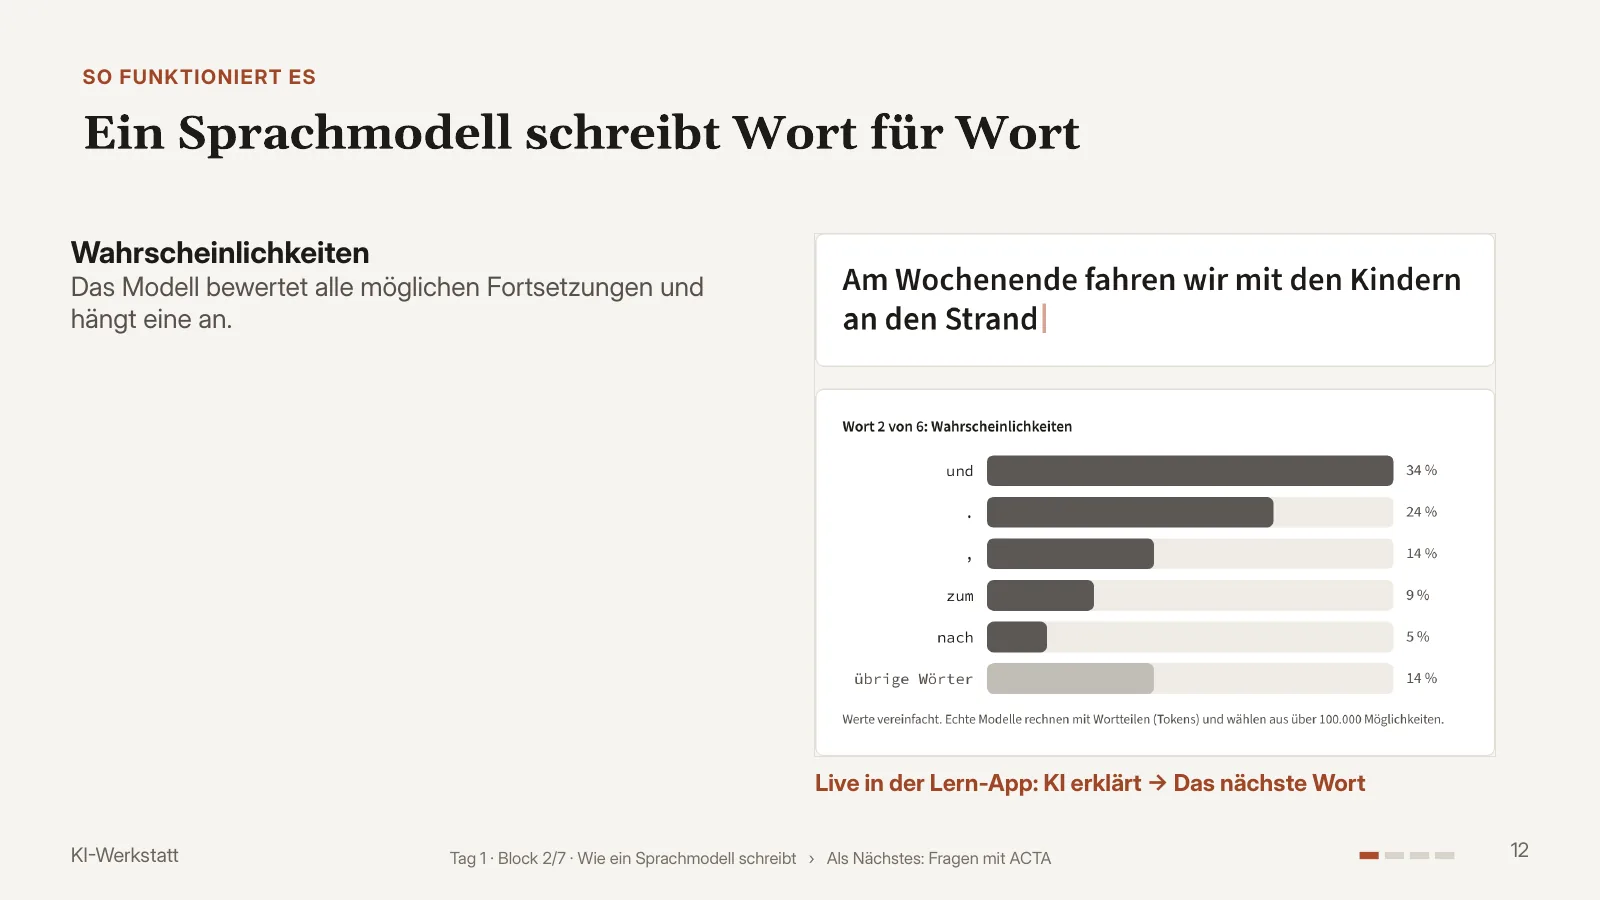 SO FUNKTIONIERT ES
Ein Sprachmodell schreibt Wort für Wort
Wahrscheinlichkeiten
Das Modell bewertet alle möglichen Fortsetzungen und
hängt eine an.
Am Wochenende fahren wir mit den Kindern
an den Strand
Wort 2 von 6: Wahrscheinlichkeiten
und 34 %
. 24 %
, 14 %
zum 9 %
nach 5 %
übrige Wörter 14 %
Werte vereinfacht. Echte Modelle rechnen mit Wortteilen (Tokens) und wählen aus über 100.000 Möglichkeiten.
Live in der Lern-App: KI erklärt → Das nächste Wort
KI-Werkstatt
Tag 1 · Block 2/7 · Wie ein Sprachmodell schreibt › Als Nächstes: Fragen mit ACTA
12